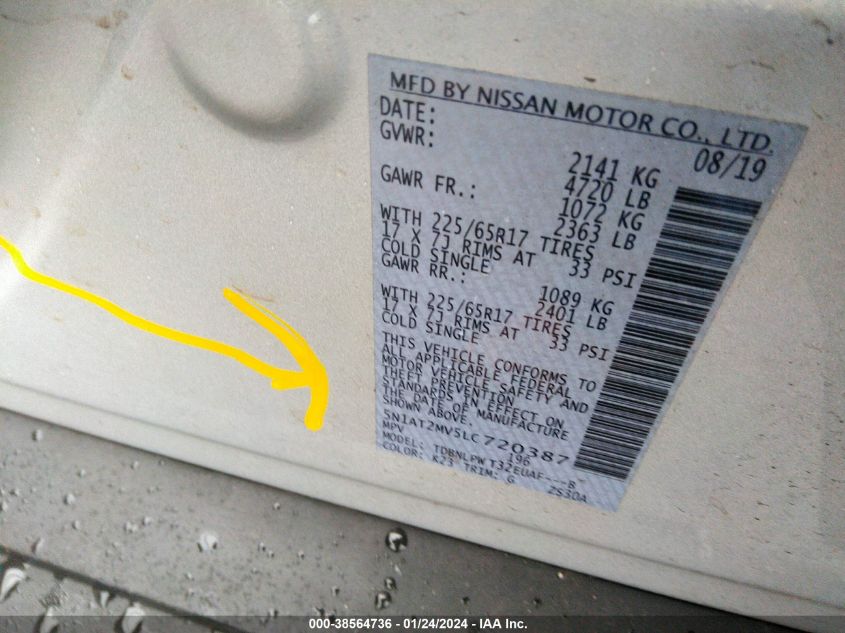 MFD BY NISSAN MOTOR CO., LTD.
DATE: 08/19
GVWR: 2141 KG
4720 LB
GAWR FR.: 1072 KG
2363 LB
WITH 225/65R17 TIRES
17 X 7J RIMS AT 33 PSI
COLD SINGLE
GAWR RR.: 1089 KG
2401 LB
WITH 225/65R17 TIRES
17 X 7J RIMS AT 33 PSI
COLD SINGLE
THIS VEHICLE CONFORMS TO
ALL APPLICABLE FEDERAL
MOTOR VEHICLE SAFETY AND
THEFT PREVENTION
STANDARDS IN EFFECT ON
THE DATE OF MANUFACTURE
SHOWN ABOVE.
5N1AT2MV5LC720387
MPV 196
MODEL: TDBNLPWT32EUAF---B
COLOR: K23 TRIM: G 2S30A
000-38564736 - 01/24/2024 - IAA Inc.